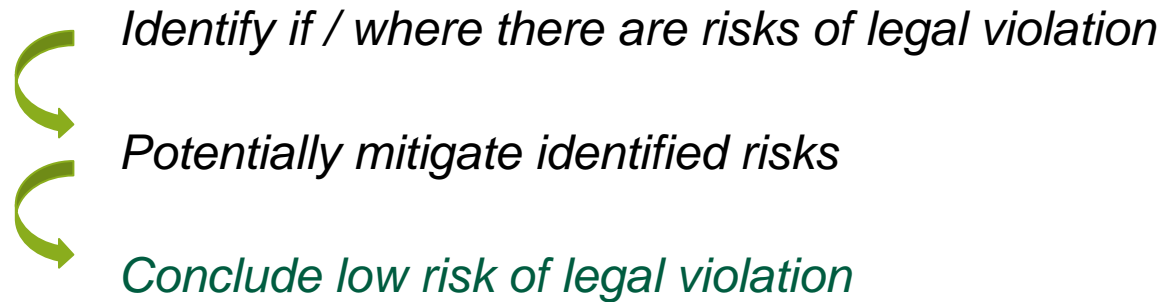 Identify if / where there are risks of legal violation
Potentially mitigate identified risks
Conclude low risk of legal violation